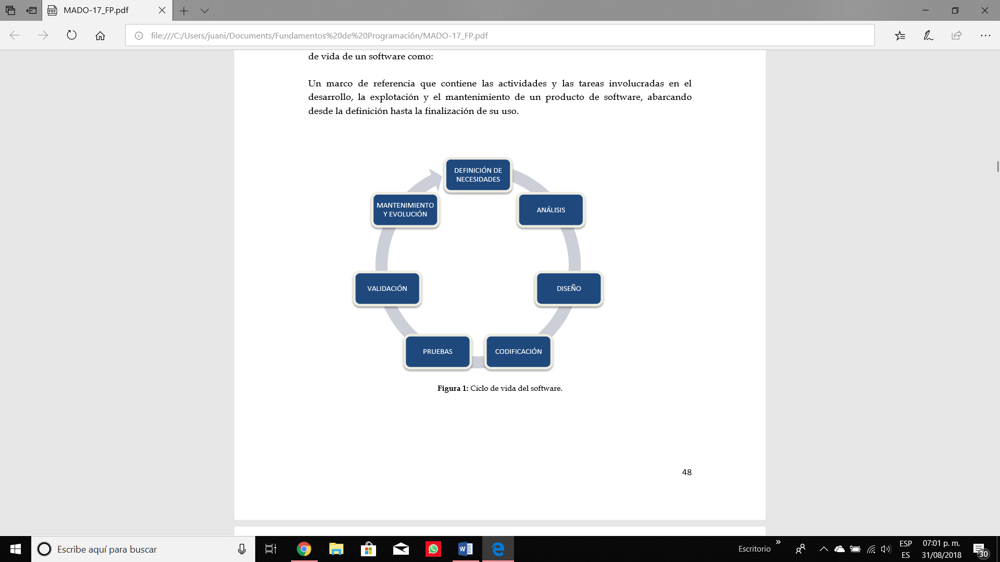 MADO-17_FP.pdf
file:///C:/Users/juani/Documents/Fundamentos%20de%20Programación/MADO-17_FP.pdf
de vida de un software como:
Un marco de referencia que contiene las actividades y las tareas involucradas en el
desarrollo, la explotación y el mantenimiento de un producto de software, abarcando
desde la definición hasta la finalización de su uso.
DEFINICIÓN DE
NECESIDADES
ANÁLISIS
DISEÑO
CODIFICACIÓN
PRUEBAS
VALIDACIÓN
MANTENIMIENTO
Y EVOLUCIÓN
Figura 1: Ciclo de vida del software.
48
Escribe aquí para buscar
Escritorio
ESP
ES
07:01 p. m.
31/08/2018
30